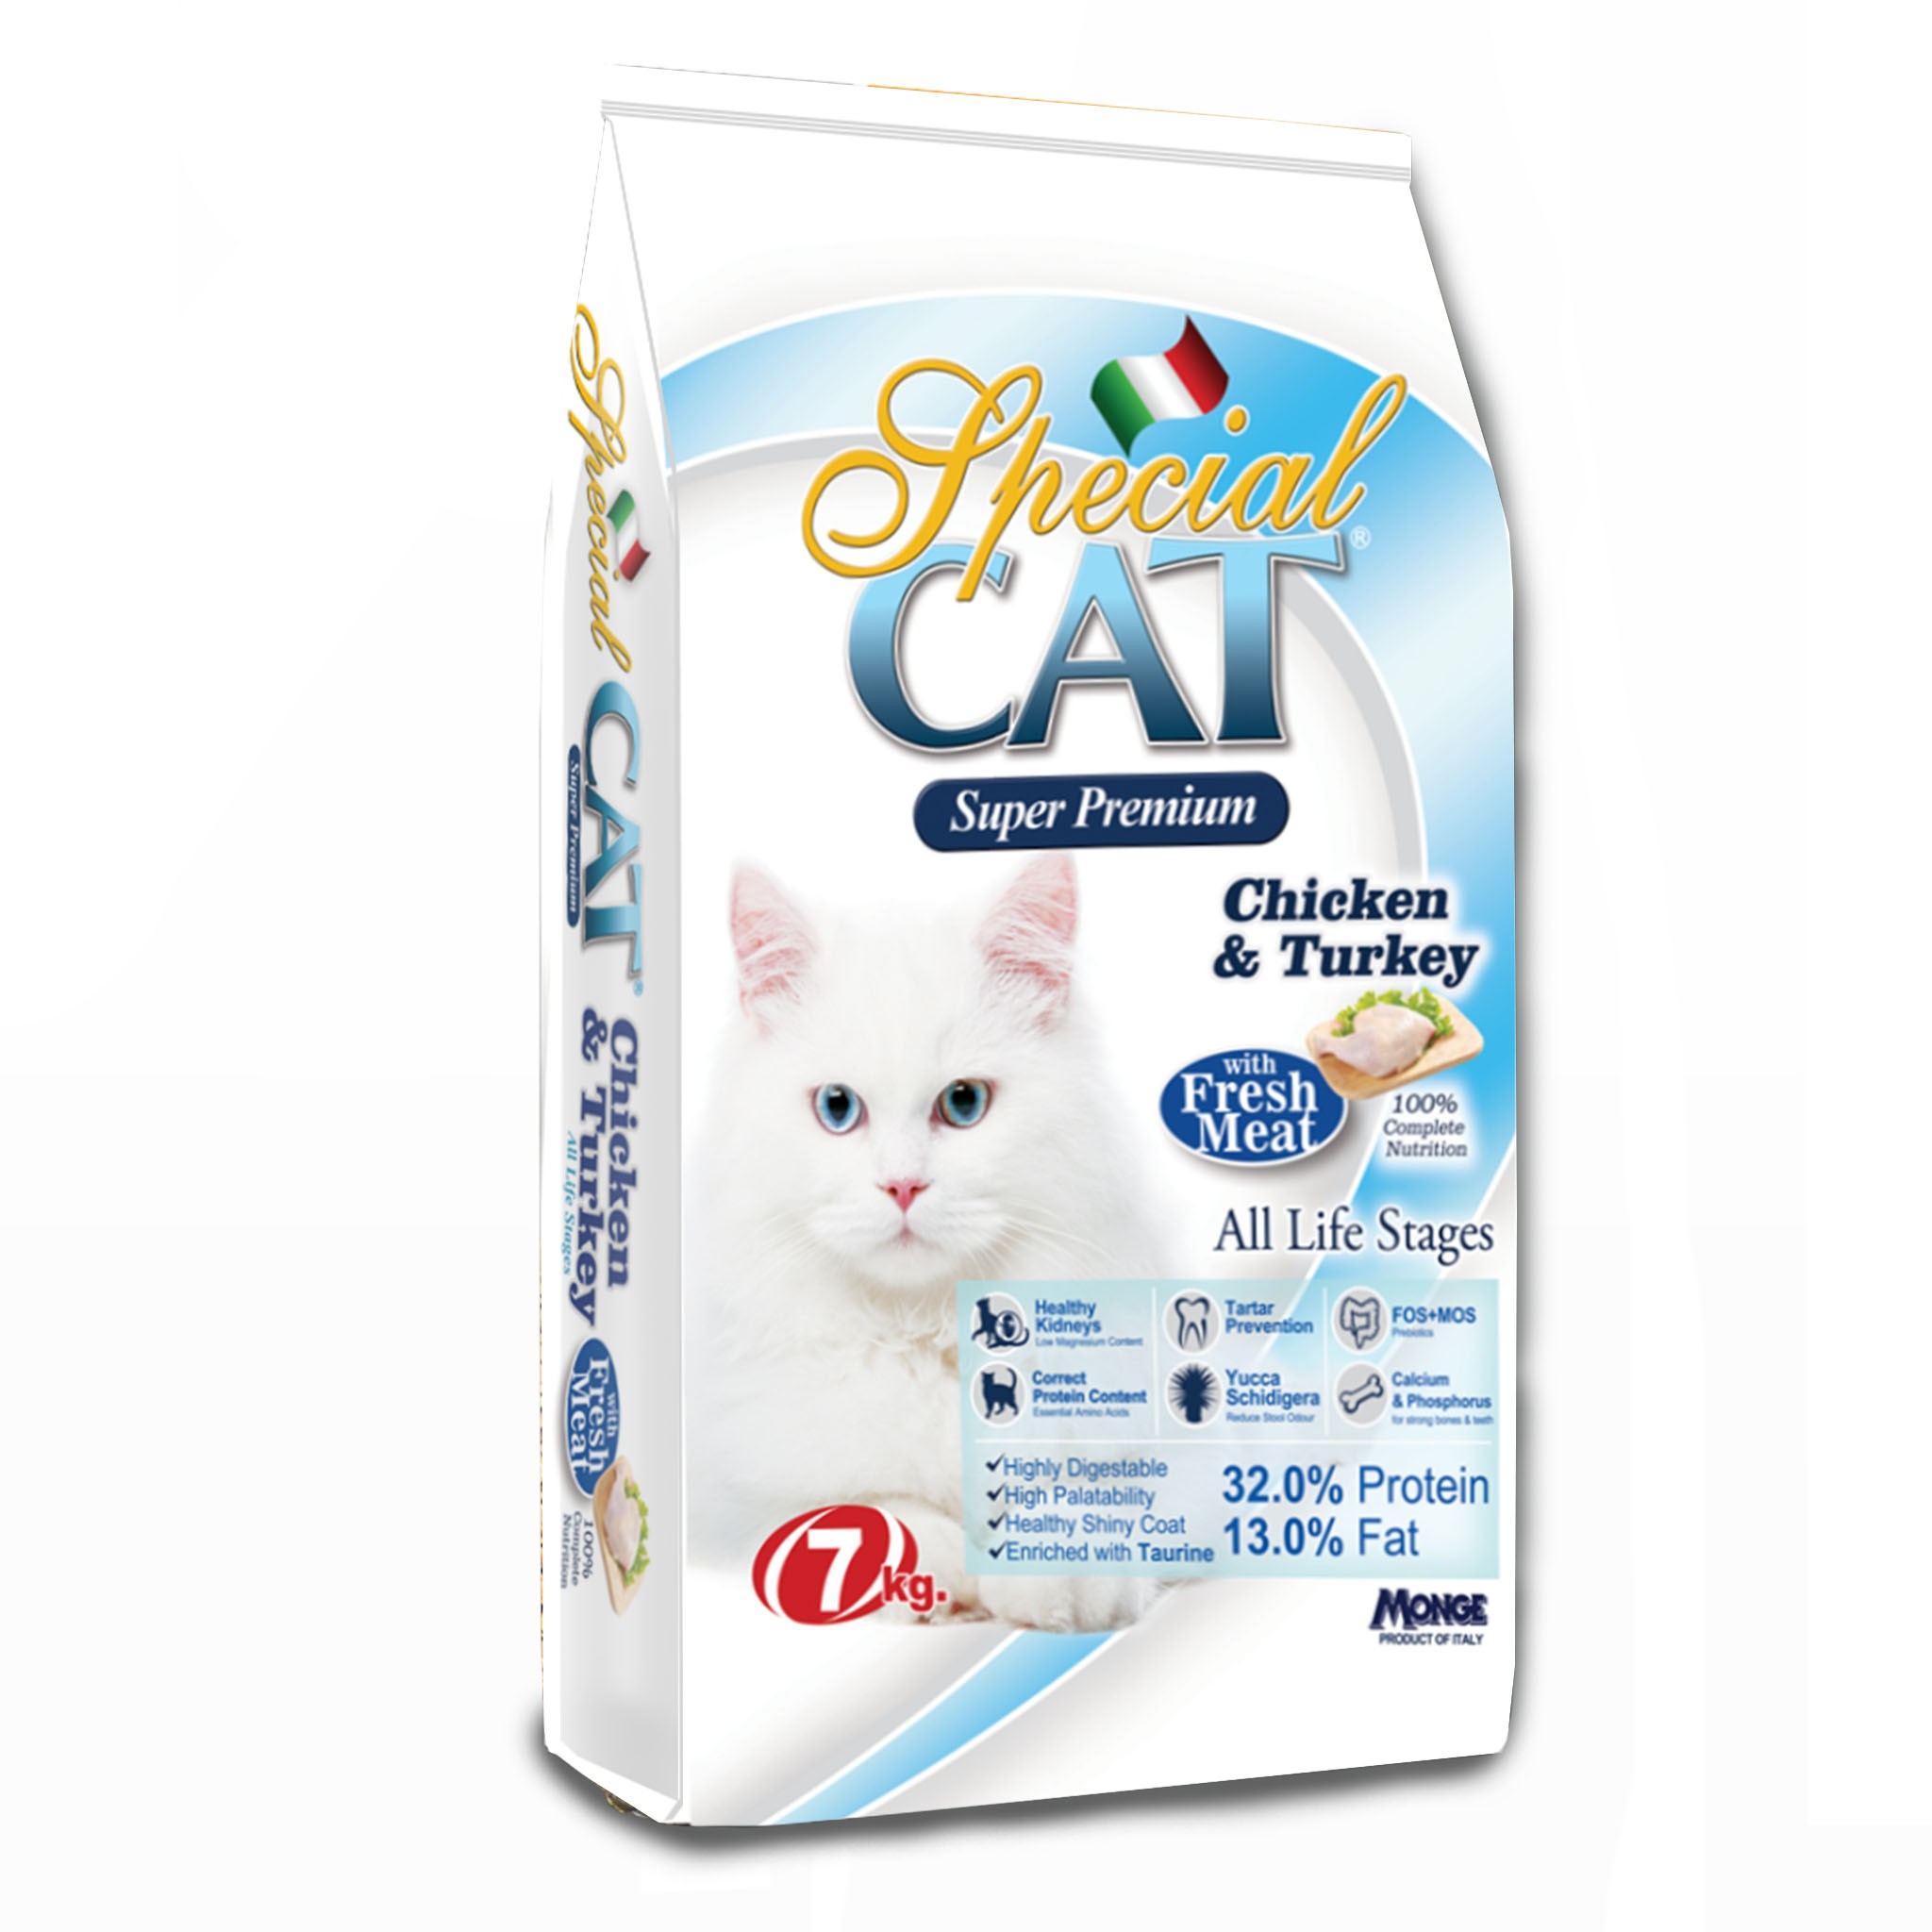 Special
CAT®
Super Premium
Chicken
& Turkey
with
Fresh
Meat
100%
Complete
Nutrition
All Life Stages
Healthy
Kidneys
Low Magnesium Content
Tartar
Prevention
FOS+MOS
Prebiotics
Correct
Protein Content
Essential Amino Acids
Yucca
Schidigera
Reduce Stool Odour
Calcium
& Phosphorus
for strong bones & teeth
✓Highly Digestable
✓High Palatability
✓Healthy Shiny Coat
✓Enriched with Taurine
32.0% Protein
13.0% Fat
7kg.
MONGE
PRODUCT OF ITALY
Special CAT®
Super Premium
Chicken
& Turkey
All Life Stages
with
Fresh
Meat
100%
Complete
Nutrition